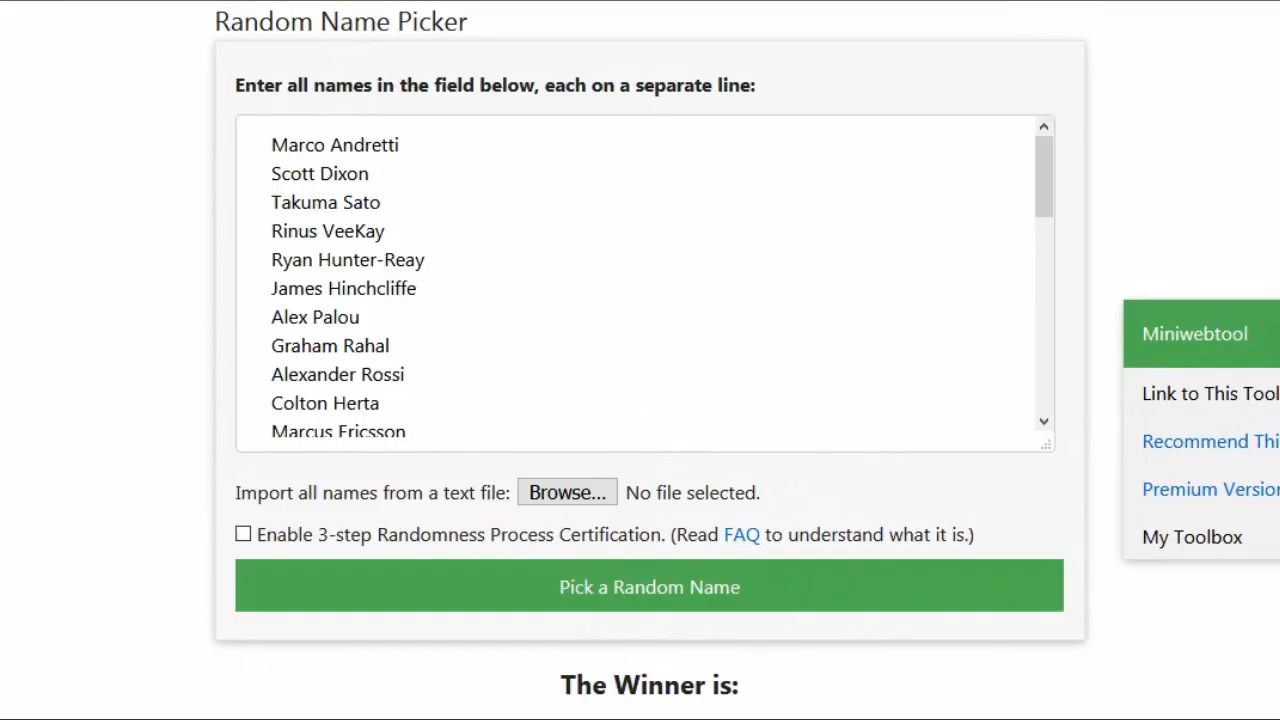 Random Name Picker
Enter all names in the field below, each on a separate line:
Marco Andretti
Scott Dixon
Takuma Sato
Rinus VeeKay
Ryan Hunter-Reay
James Hinchcliffe
Alex Palou
Graham Rahal
Alexander Rossi
Colton Herta
Marcus Ericsson
Import all names from a text file: Browse... No file selected.
Enable 3-step Randomness Process Certification. (Read FAQ to understand what it is.)
Pick a Random Name
The Winner is:
Miniwebtool
Link to This Tool
Recommend Thi
Premium Version
My Toolbox